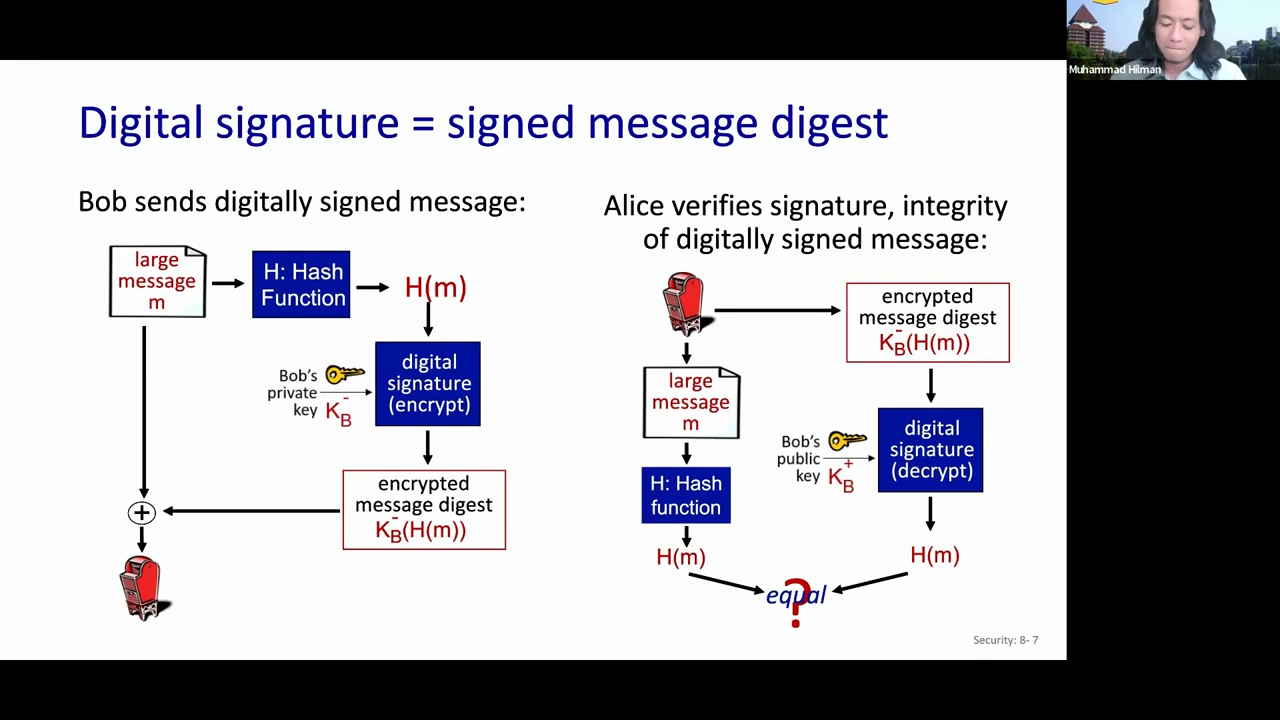 Muhammad Hilman
Digital signature = signed message digest
Bob sends digitally signed message:
large
message
m
H: Hash
Function
H(m)
Bob's
private
key
K_B^-
digital
signature
(encrypt)
encrypted
message digest
K_B^-(H(m))
+
Alice verifies signature, integrity
of digitally signed message:
encrypted
message digest
K_B^-(H(m))
large
message
m
Bob's
public
key
K_B^+
digital
signature
(decrypt)
H: Hash
function
H(m)
H(m)
equal
?
Security: 8- 7